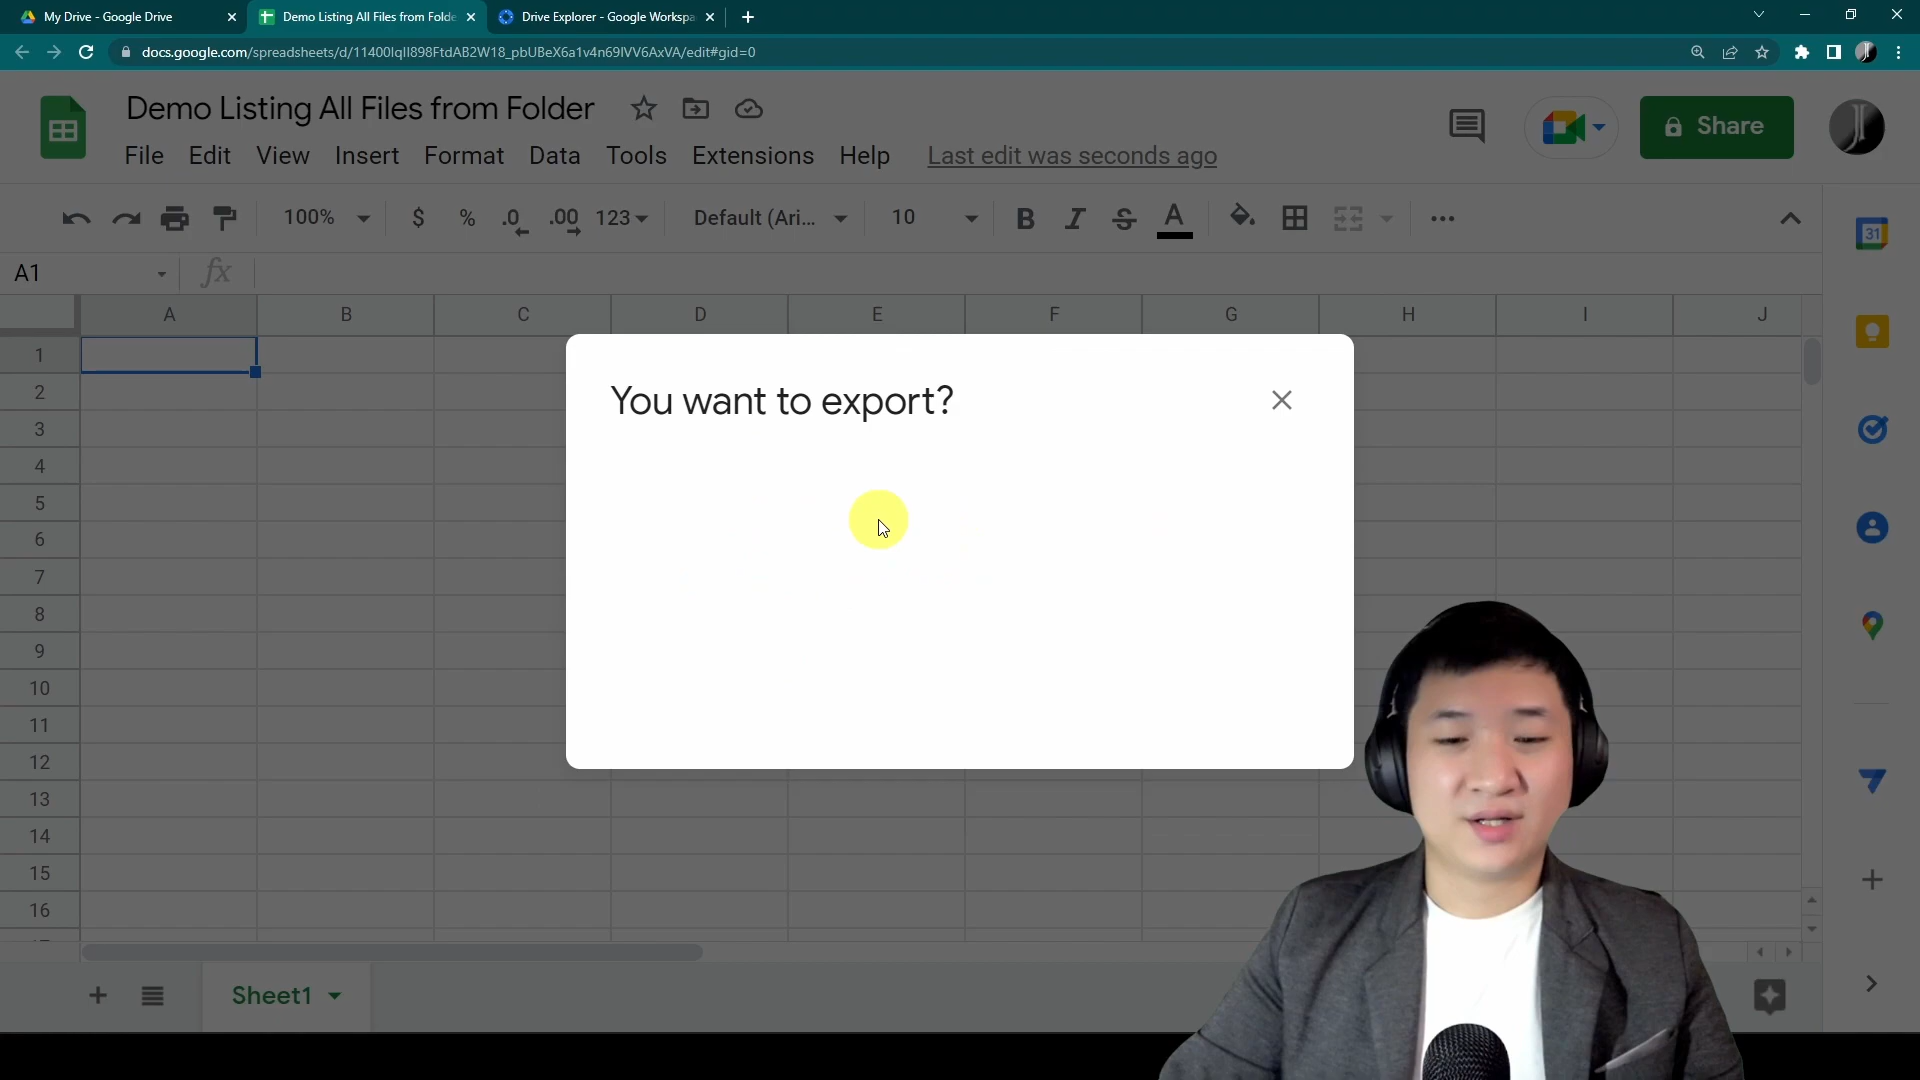 My Drive - Google Drive
Demo Listing All Files from Folde
Drive Explorer - Google Workspa
docs.google.com/spreadsheets/d/11400lqlI898FtdAB2W18_pbUBeX6a1v4n69IVV6AxVA/edit#gid=0
Demo Listing All Files from Folder
Share
File Edit View Insert Format Data Tools Extensions Help Last edit was seconds ago
100% $ % .0 .00 123 Default (Ari... 10 B I S A
31
A1 fx
A B C D E F G H I J
You want to export?
1
2
3
4
5
6
7
8
9
10
11
12
13
14
15
16
Sheet1